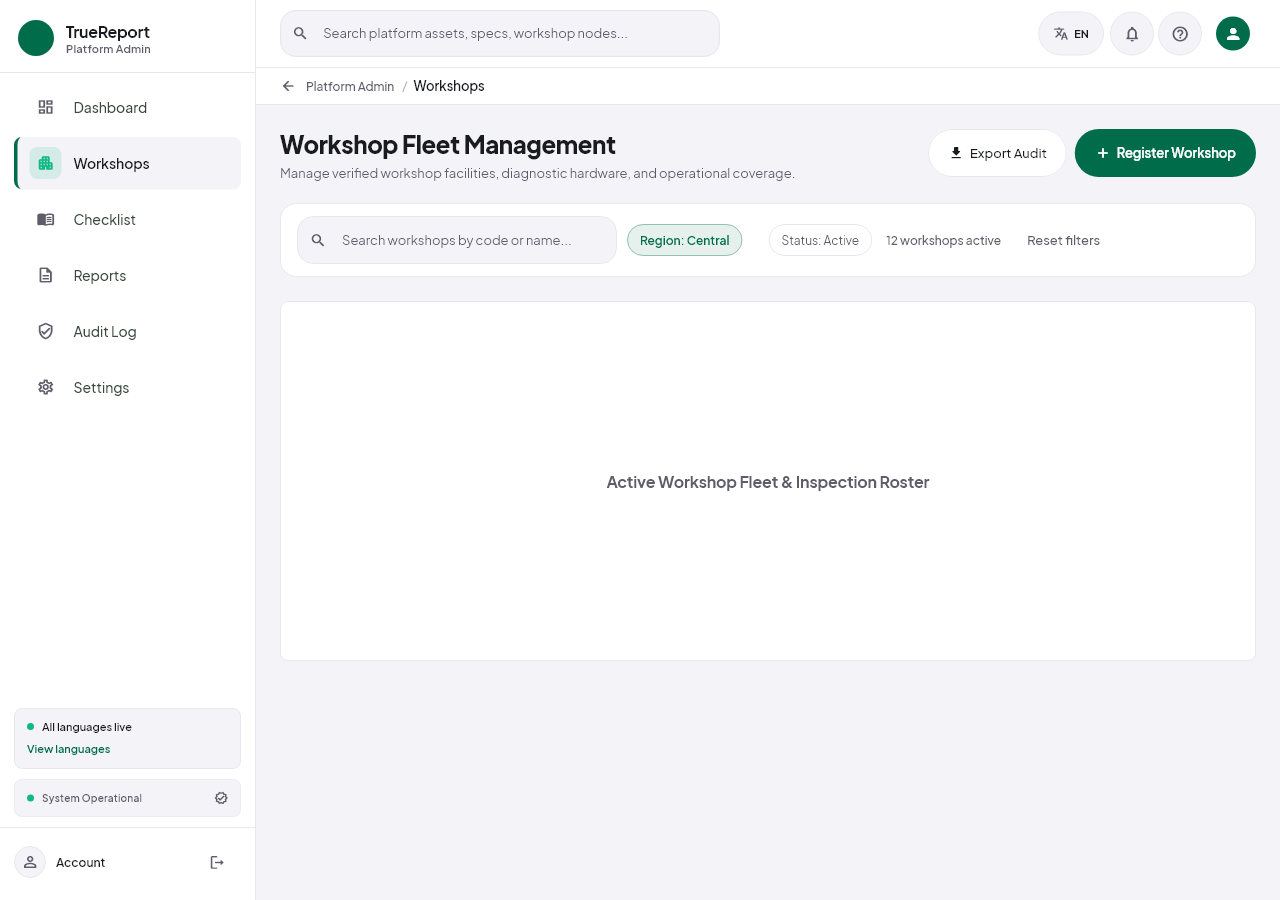 TrueReport
Platform Admin
Dashboard
Workshops
Checklist
Reports
Audit Log
Settings
All languages live
View languages
System Operational
Account
Search platform assets, specs, workshop nodes...
EN
Platform Admin / Workshops
Workshop Fleet Management
Manage verified workshop facilities, diagnostic hardware, and operational coverage.
Export Audit
Register Workshop
Search workshops by code or name...
Region: Central
Status: Active
12 workshops active
Reset filters
Active Workshop Fleet & Inspection Roster